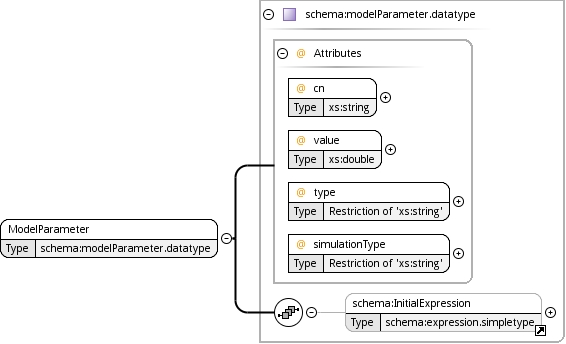 schema:modelParameter.datatype
@ Attributes
@ cn
Type xs:string
@ value
Type xs:double
@ type
Type Restriction of 'xs:string'
@ simulationType
Type Restriction of 'xs:string'
ModelParameter
Type schema:modelParameter.datatype
schema:InitialExpression
Type schema:expression.simpletype